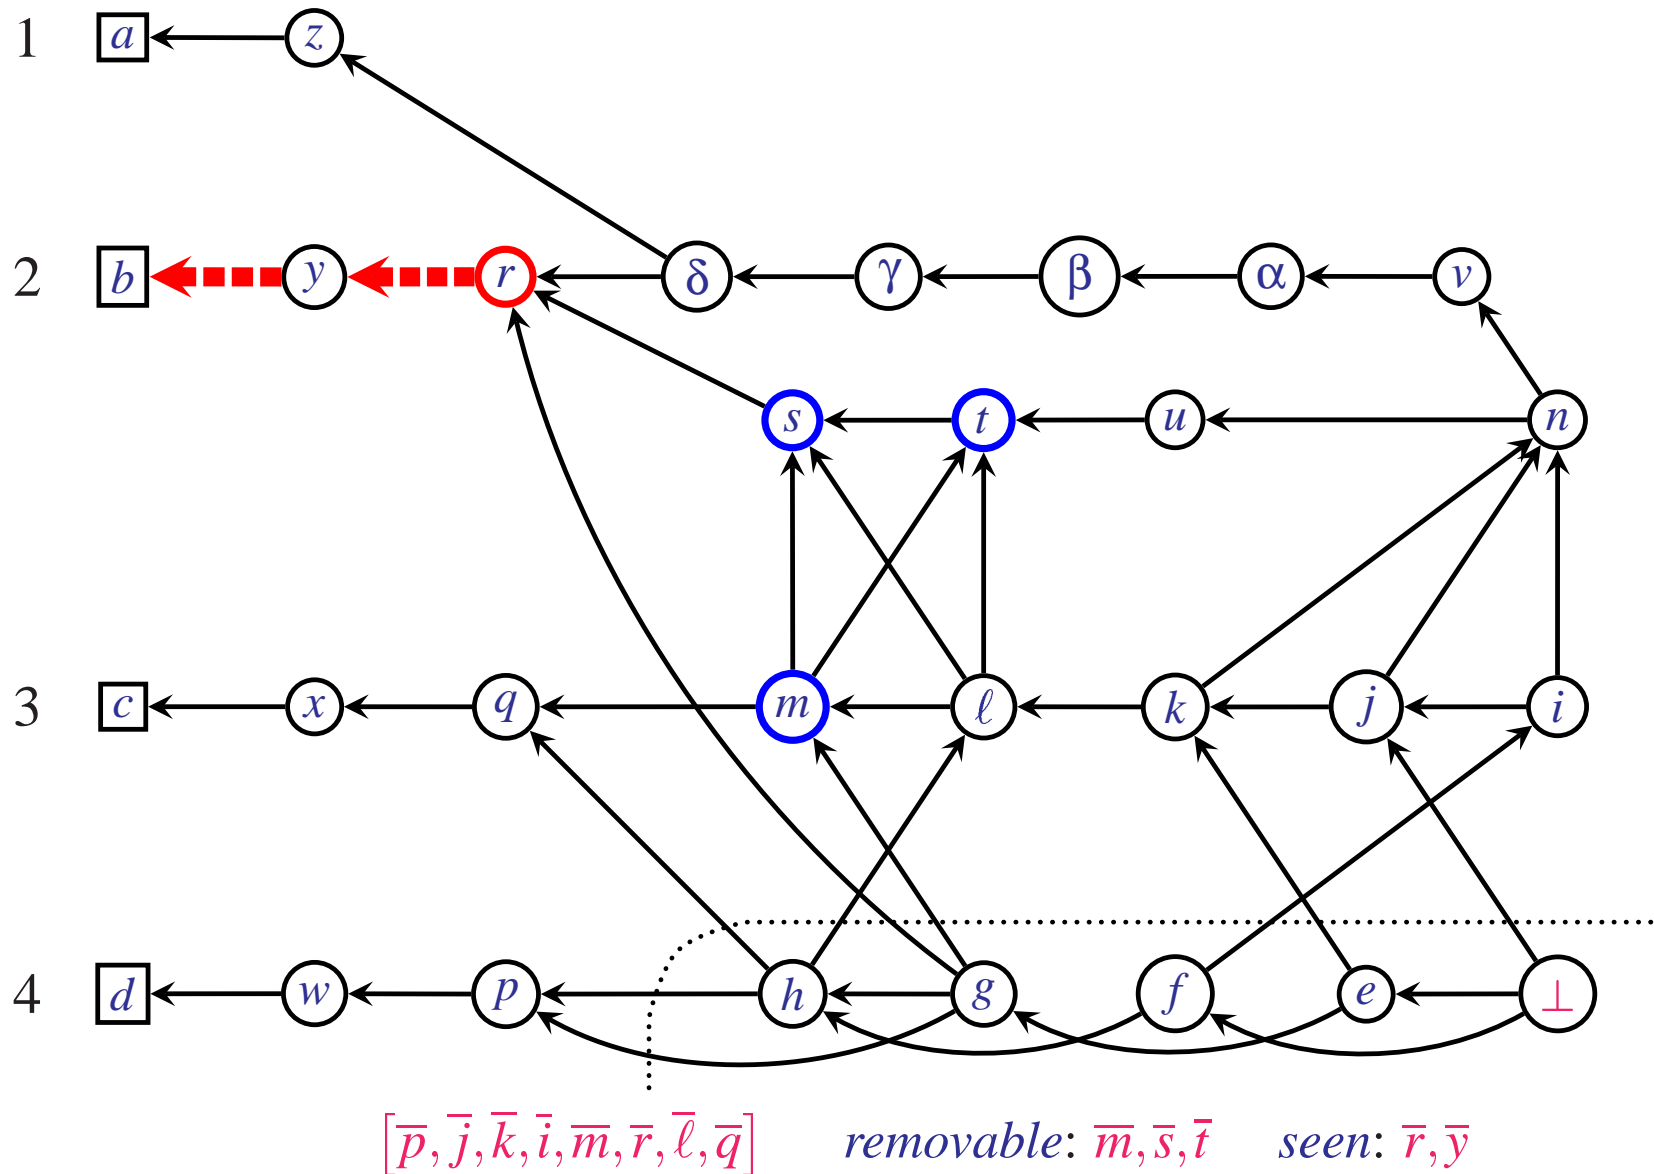 1 a z
2 b y r δ γ β α v
s t u n
3 c x q m ℓ k j i
4 d w p h g f e ⊥
[p̅, j̅, k̅, i̅, m̅, r̅, ℓ̅, q̅] removable: m̅, s̅, t̅ seen: r̅, y̅